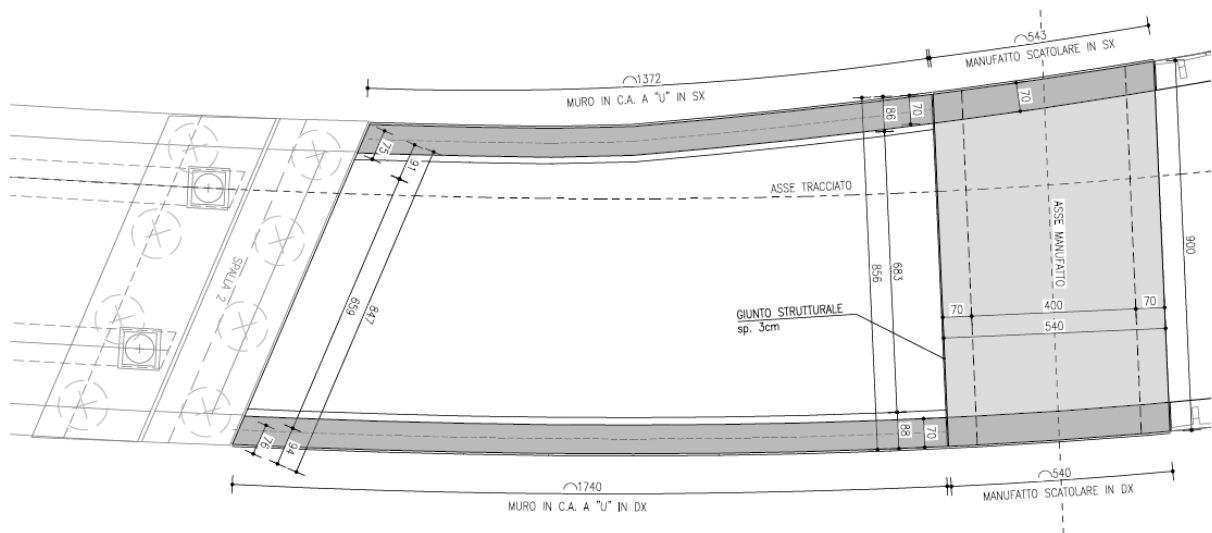 ⌒543
MANUFATTO SCATOLARE IN SX
⌒1372
MURO IN C.A. A "U" IN SX
70
86
70
75
91
ASSE TRACCIATO
ASSE MANUFATTO
SPALLA 2
900
659
847
856
683
GIUNTO STRUTTURALE
sp. 3cm
70
400
70
540
76
94
88
70
⌒1740
MURO IN C.A. A "U" IN DX
⌒540
MANUFATTO SCATOLARE IN DX